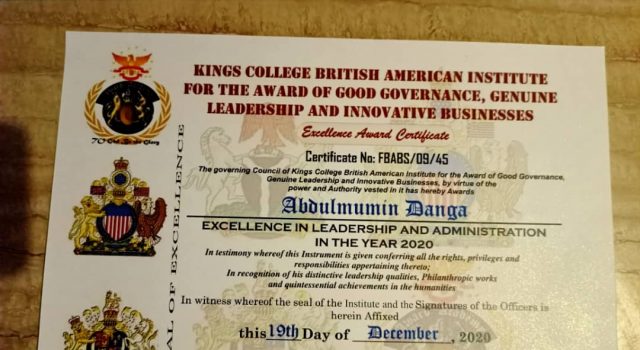 KINGS COLLEGE BRITISH AMERICAN INSTITUTE
FOR THE AWARD OF GOOD GOVERNANCE, GENUINE
LEADERSHIP AND INNOVATIVE BUSINESSES
Excellence Award Certificate
Certificate No: FBABS/09/45
The governing Council of Kings College British American Institute for the Award of Good Governance,
Genuine Leadership and Innovative Businesses, by virtue of the
power and Authority vested in it has hereby Awards
Abdulmumin Danga
EXCELLENCE IN LEADERSHIP AND ADMINISTRATION
IN THE YEAR 2020
In testimony whereof this Instrument is given conferring all the rights, privileges and
responsibilities appertaining thereto;
In recognition of his distinctive leadership qualities, Philanthropic works
and quintessential achievements in the humanities
In witness whereof the seal of the Institute and the Signatures of the Officers is
herein Affixed
this 19th Day of December, 2020
TO God Be the Glory
AL OF EXCELLENCE